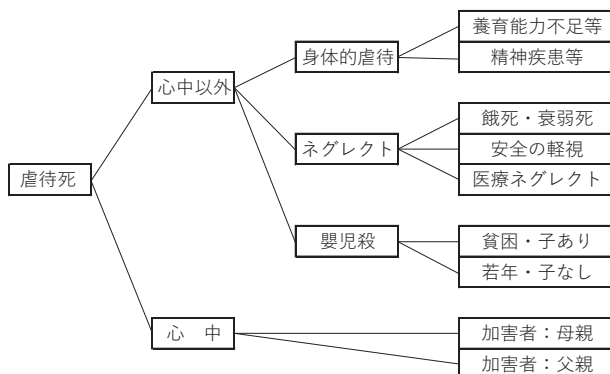 虐待死
心中以外
身体的虐待
養育能力不足等
精神疾患等
ネグレクト
餓死・衰弱死
安全の軽視
医療ネグレクト
嬰児殺
貧困・子あり
若年・子なし
心　中
加害者：母親
加害者：父親